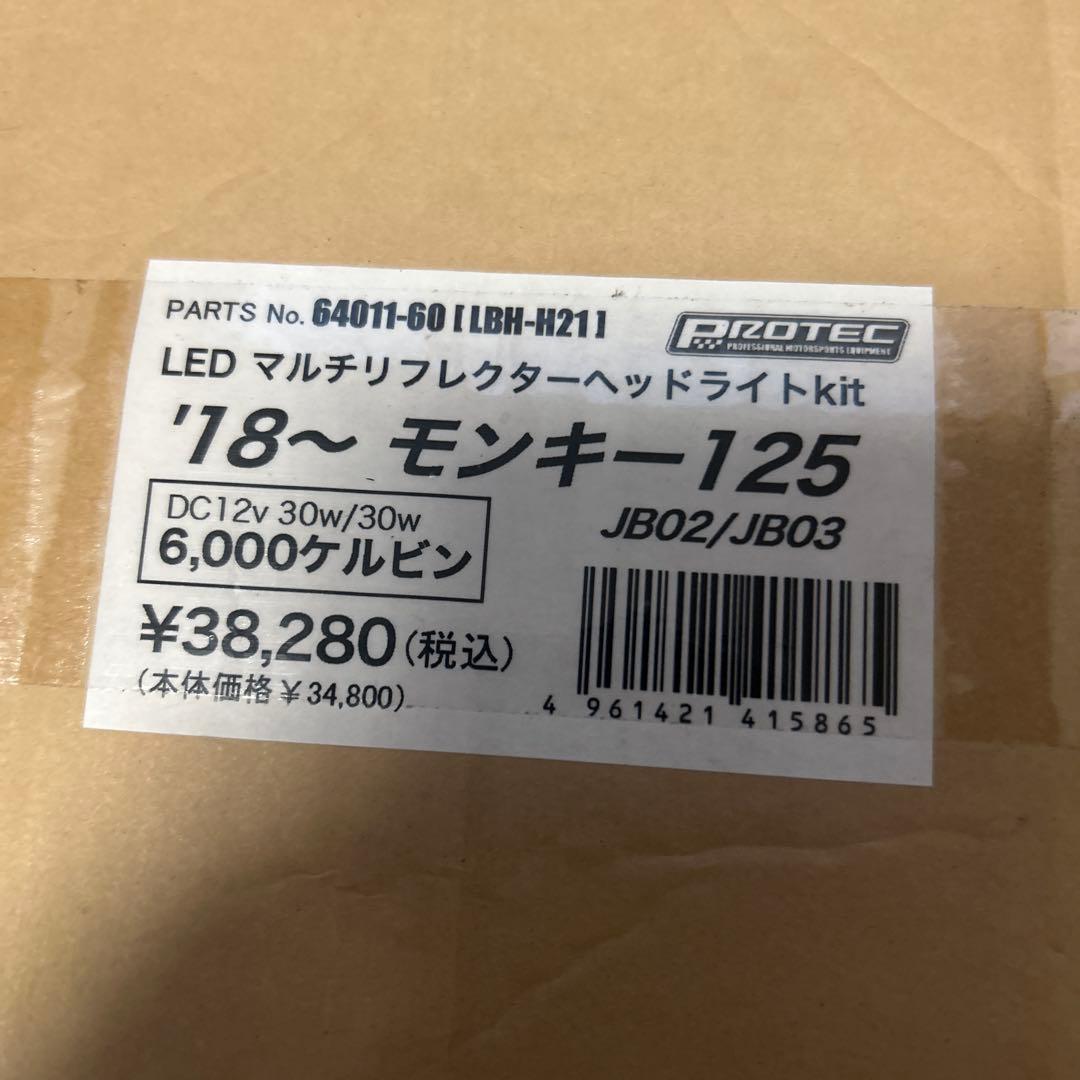 PARTS No. 64011-60 [ LBH-H21 ]
PROTEC
PROFESSIONAL MOTORSPORTS EQUIPMENT
LED マルチリフレクターヘッドライトkit
'18～ モンキー125
JB02/JB03
DC12v 30w/30w
6,000ケルビン
¥38,280(税込)
(本体価格¥34,800)
4 961421 415865